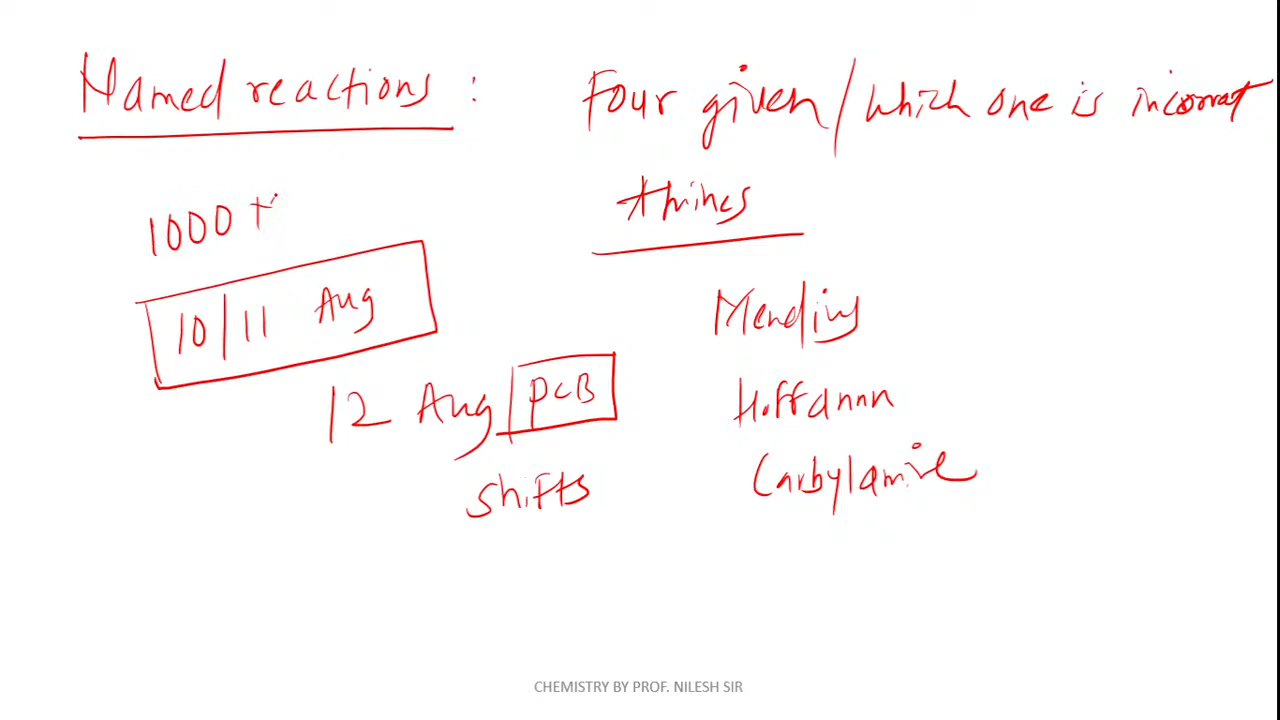 Named reactions : Four given / which one is incorrect
1000 +
10/11 Aug
12 Aug PCB
shifts
Amines
Mendius
Hoffmann
Carbylamine
CHEMISTRY BY PROF. NILESH SIR